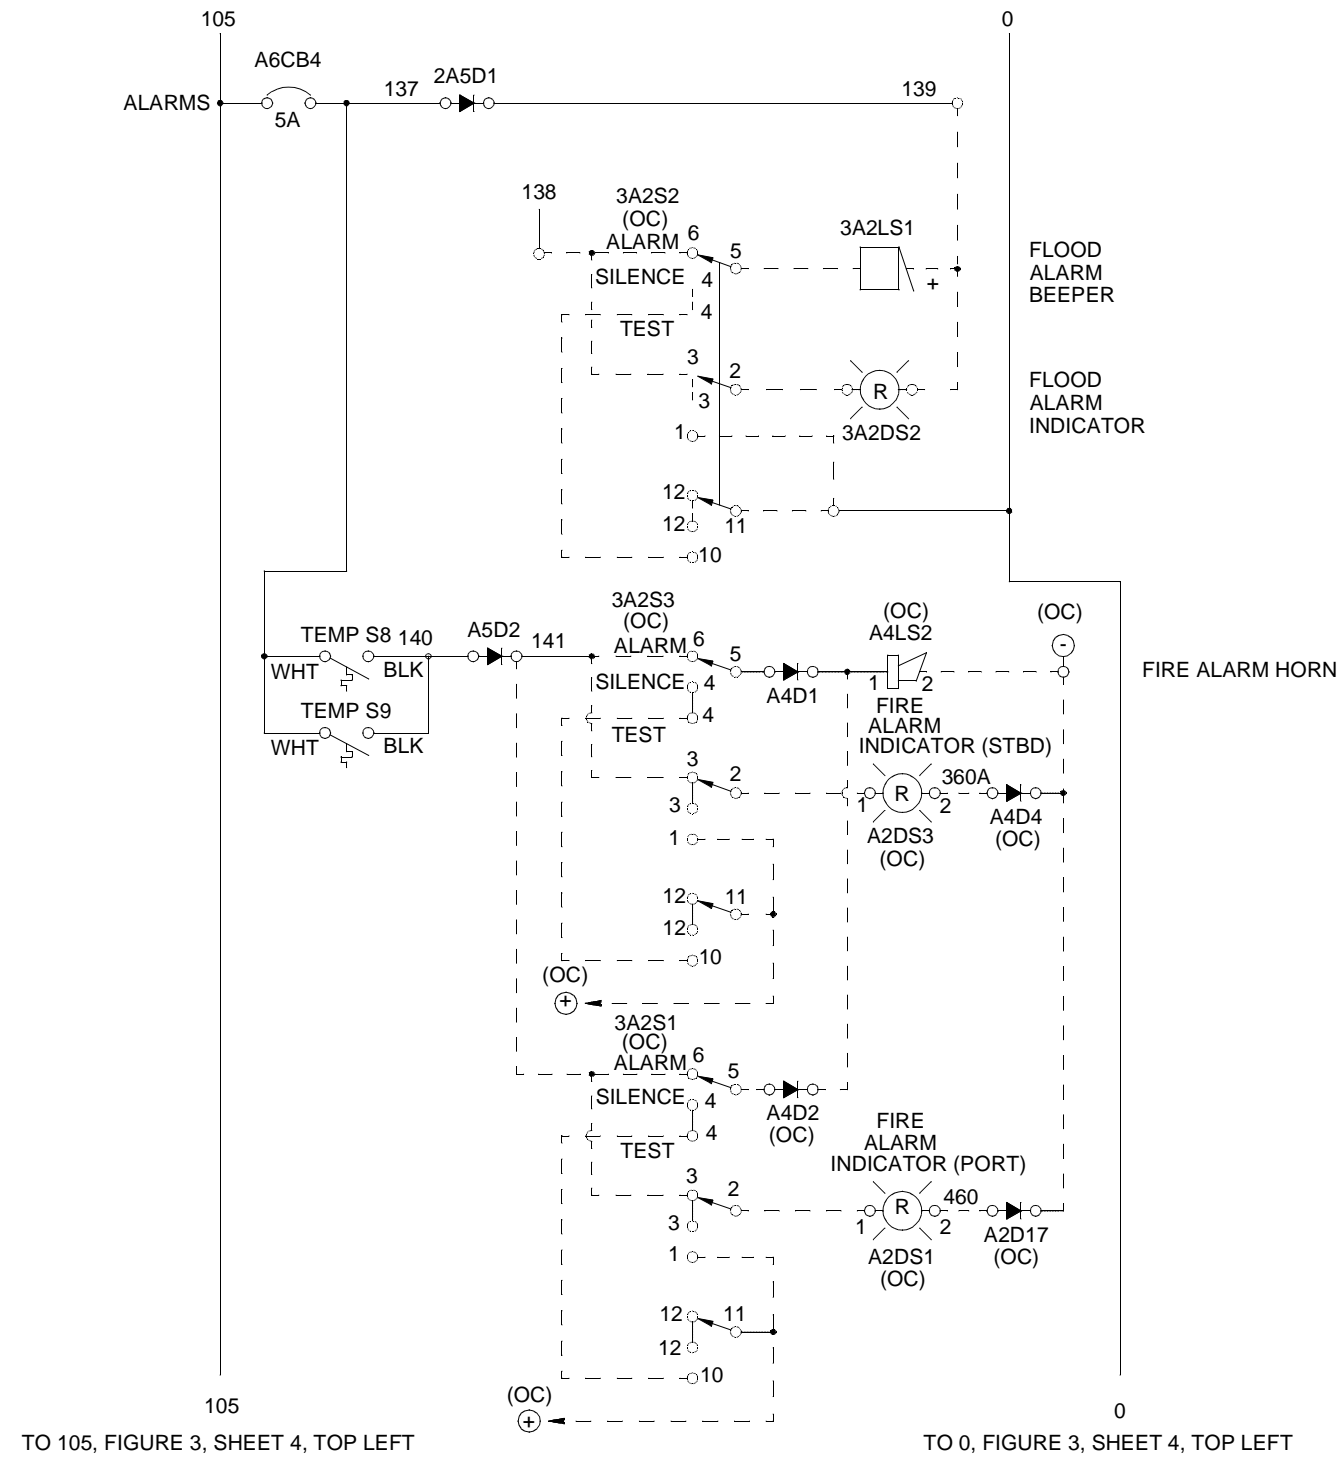 105
0
A6CB4
ALARMS
5A
137
2A5D1
139
138
3A2S2
(OC)
ALARM
6
5
SILENCE
4
4
TEST
3
2
3
1
12
12
11
10
3A2LS1
+
FLOOD
ALARM
BEEPER
R
3A2DS2
FLOOD
ALARM
INDICATOR
TEMP S8
140
WHT
BLK
TEMP S9
WHT
BLK
A5D2
141
3A2S3
(OC)
ALARM
6
5
SILENCE
4
4
TEST
A4D1
(OC)
A4LS2
1
2
(OC)
-
FIRE ALARM HORN
FIRE
ALARM
INDICATOR (STBD)
3
2
3
1
R
1
2
360A
A2DS3
(OC)
A4D4
(OC)
12
11
12
10
(OC)
+
3A2S1
(OC)
ALARM
6
5
SILENCE
4
4
TEST
A4D2
(OC)
FIRE
ALARM
INDICATOR (PORT)
3
2
3
1
R
1
2
460
A2DS1
(OC)
A2D17
(OC)
12
11
12
10
(OC)
+
105
0
TO 105, FIGURE 3, SHEET 4, TOP LEFT
TO 0, FIGURE 3, SHEET 4, TOP LEFT